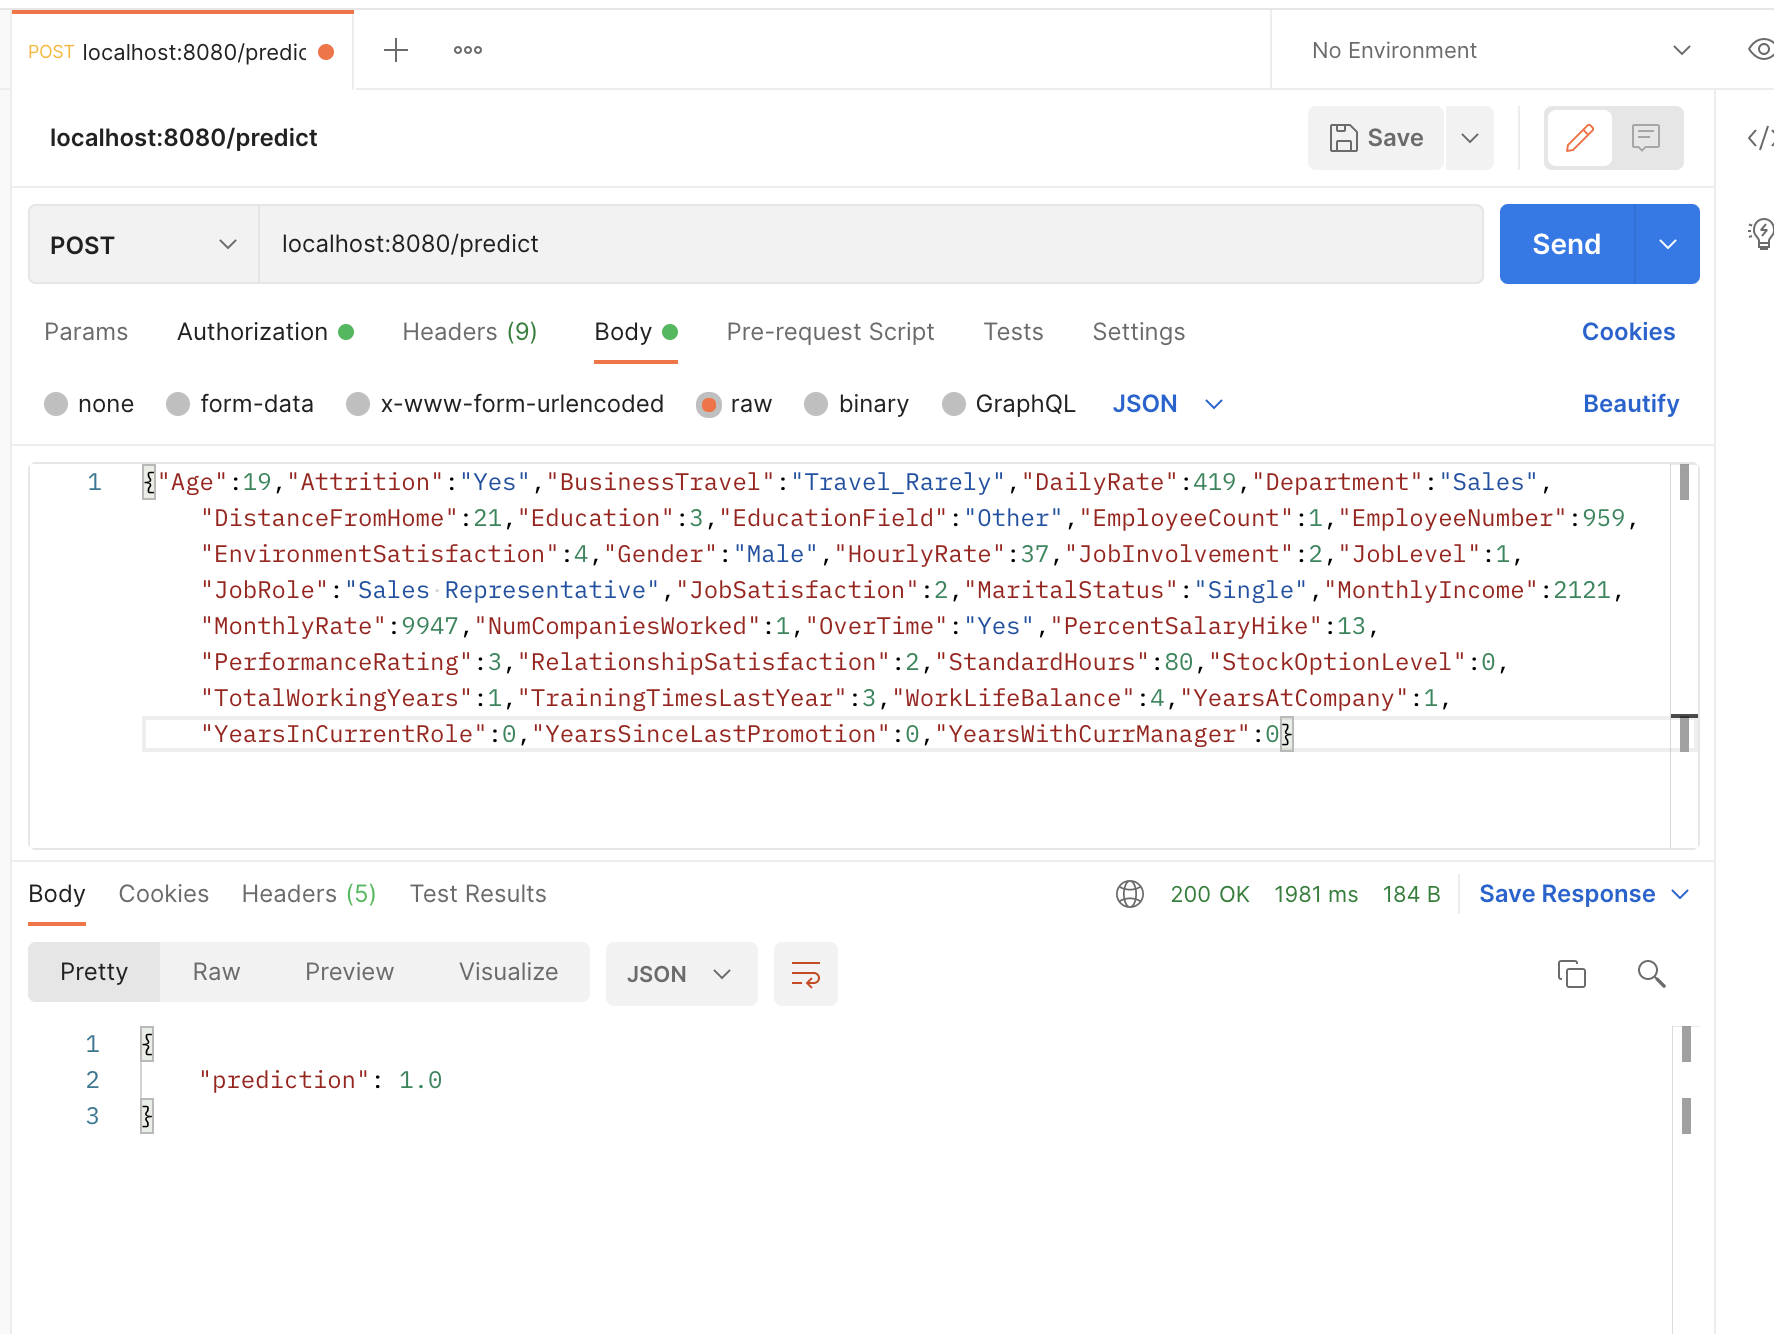 POST localhost:8080/predic
No Environment
localhost:8080/predict
Save
POST localhost:8080/predict Send
Params Authorization Headers (9) Body Pre-request Script Tests Settings Cookies
none form-data x-www-form-urlencoded raw binary GraphQL JSON Beautify
1 {"Age":19,"Attrition":"Yes","BusinessTravel":"Travel_Rarely","DailyRate":419,"Department":"Sales",
"DistanceFromHome":21,"Education":3,"EducationField":"Other","EmployeeCount":1,"EmployeeNumber":959,
"EnvironmentSatisfaction":4,"Gender":"Male","HourlyRate":37,"JobInvolvement":2,"JobLevel":1,
"JobRole":"Sales Representative","JobSatisfaction":2,"MaritalStatus":"Single","MonthlyIncome":2121,
"MonthlyRate":9947,"NumCompaniesWorked":1,"OverTime":"Yes","PercentSalaryHike":13,
"PerformanceRating":3,"RelationshipSatisfaction":2,"StandardHours":80,"StockOptionLevel":0,
"TotalWorkingYears":1,"TrainingTimesLastYear":3,"WorkLifeBalance":4,"YearsAtCompany":1,
"YearsInCurrentRole":0,"YearsSinceLastPromotion":0,"YearsWithCurrManager":0}
Body Cookies Headers (5) Test Results 200 OK 1981 ms 184 B Save Response
Pretty Raw Preview Visualize JSON
1 {
2 "prediction": 1.0
3 }